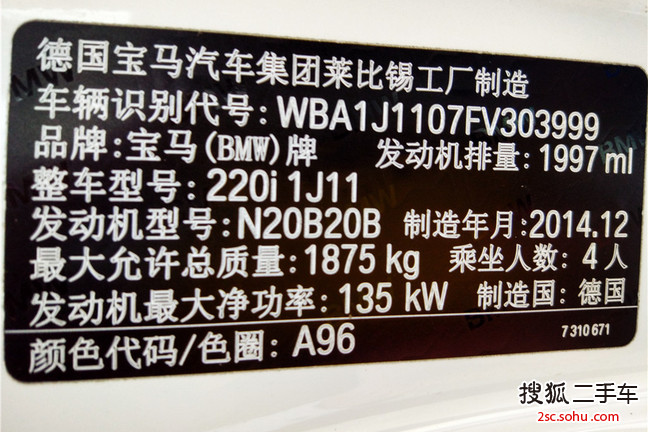 德国宝马汽车集团莱比锡工厂制造
车辆识别代号: WBA1J1107FV303999
品牌: 宝马(BMW)牌 发动机排量: 1997 ml
整车型号: 220i 1J11
发动机型号: N20B20B 制造年月: 2014.12
最大允许总质量: 1875 kg 乘坐人数: 4 人
发动机最大净功率: 135 kW 制造国: 德国
7 310 671
颜色代码/色圈: A96
搜狐二手车
2sc.sohu.com